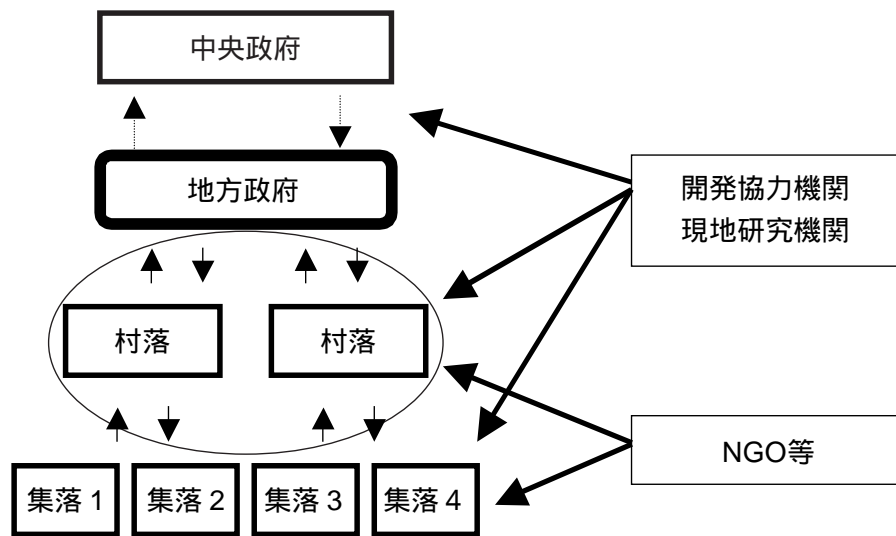 中央政府
地方政府
開発協力機関
現地研究機関
村落
村落
NGO等
集落 1
集落 2
集落 3
集落 4